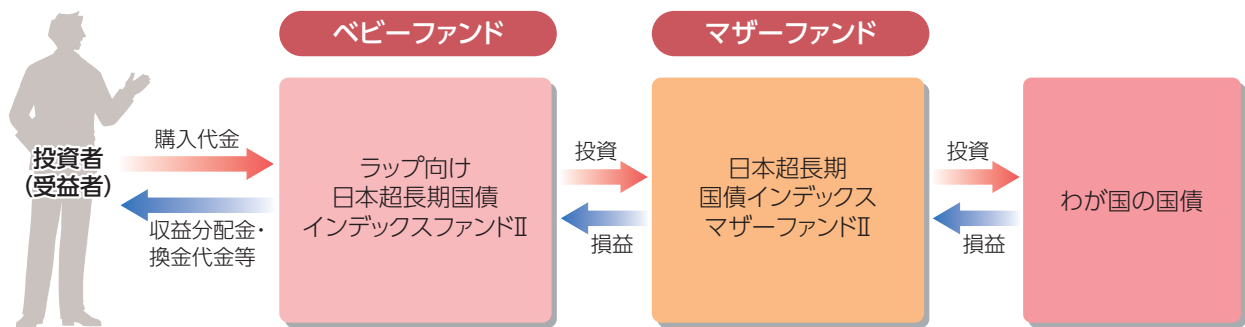 ベビーファンド
マザーファンド
投資者
(受益者)
購入代金
収益分配金・
換金代金等
ラップ向け
日本超長期国債
インデックスファンドⅡ
投資
損益
日本超長期
国債インデックス
マザーファンドⅡ
投資
損益
わが国の国債